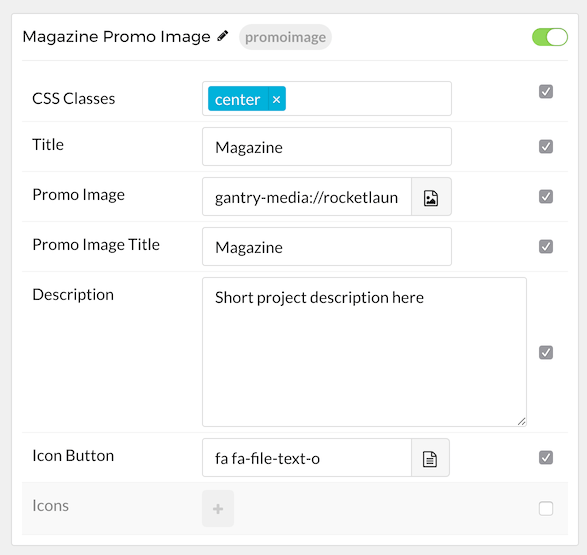 Magazine Promo Image promoimage
CSS Classes center ×
Title Magazine
Promo Image gantry-media://rocketlaun
Promo Image Title Magazine
Description Short project description here
Icon Button fa fa-file-text-o
Icons +